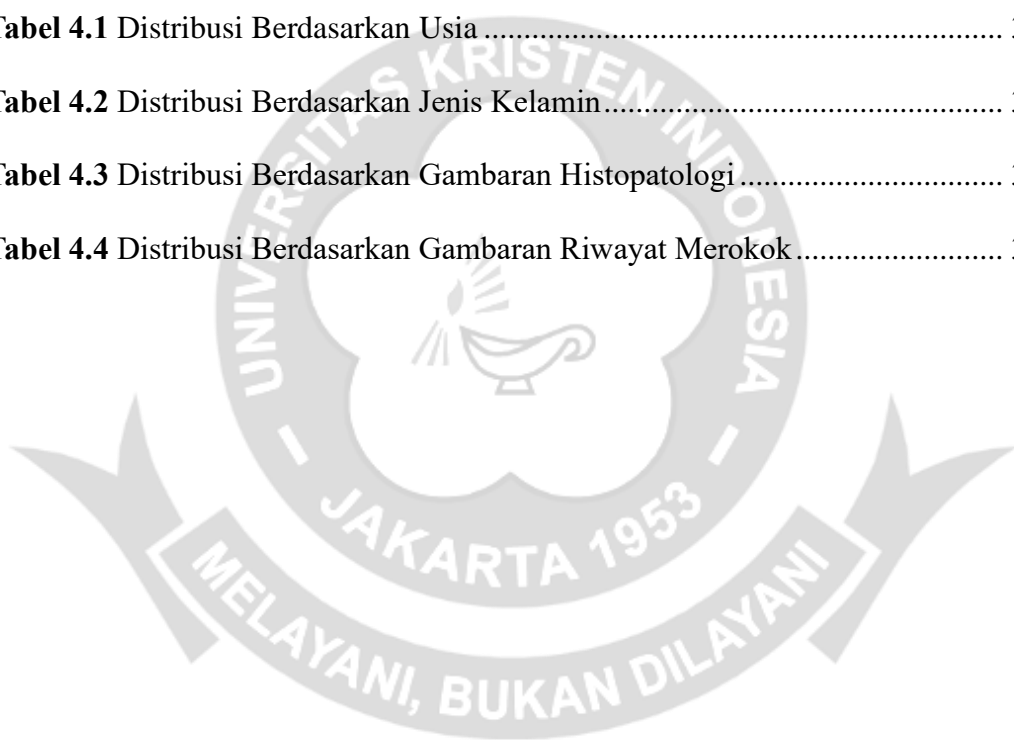 Tabel 4.1 Distribusi Berdasarkan Usia ................................................................
Tabel 4.2 Distribusi Berdasarkan Jenis Kelamin .................................................
Tabel 4.3 Distribusi Berdasarkan Gambaran Histopatologi ................................
Tabel 4.4 Distribusi Berdasarkan Gambaran Riwayat Merokok .........................
UNIVERSITAS KRISTEN INDONESIA
JAKARTA 1953
MELAYANI, BUKAN DILAYANI